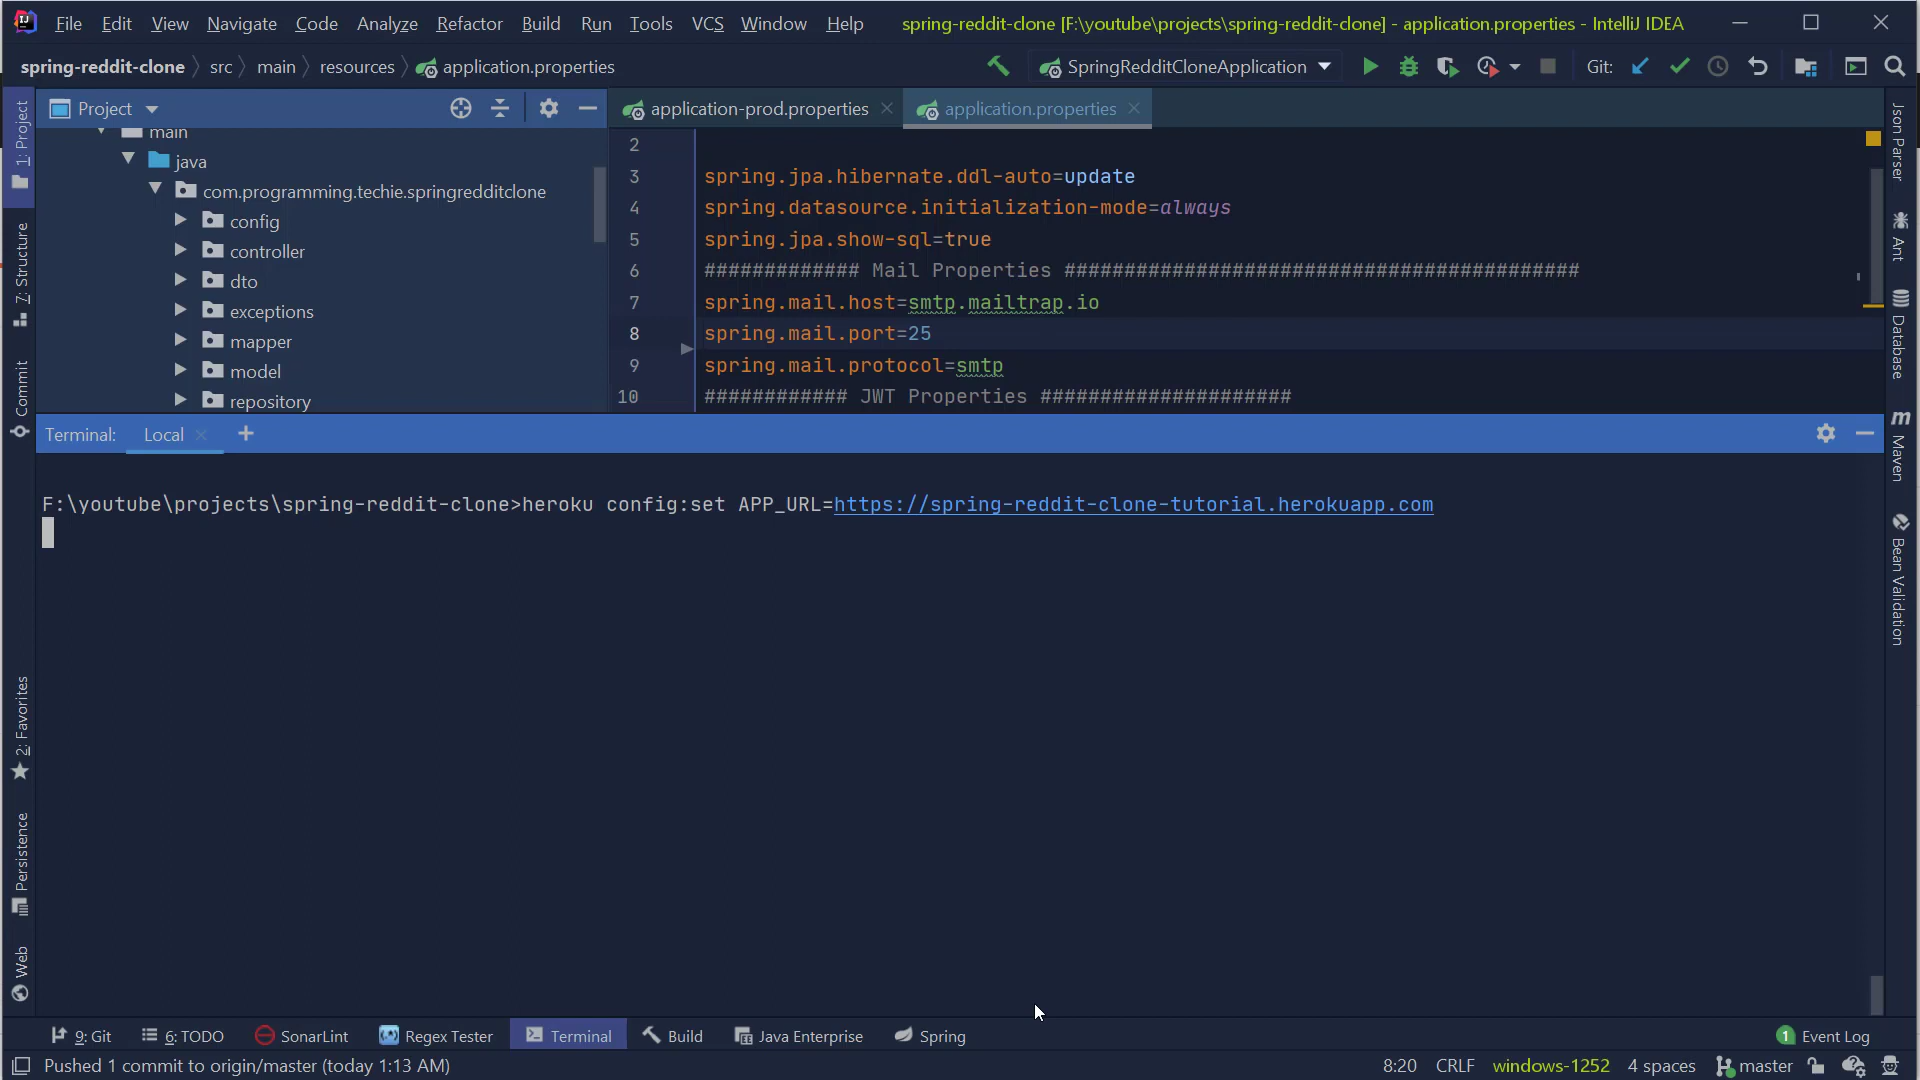 File Edit View Navigate Code Analyze Refactor Build Run Tools VCS Window Help spring-reddit-clone [F:\youtube\projects\spring-reddit-clone] - application.properties - IntelliJ IDEA
spring-reddit-clone src main resources application.properties SpringRedditCloneApplication Git:
Project application-prod.properties application.properties
main
java
com.programming.techie.springredditclone
config
controller
dto
exceptions
mapper
model
repository
2
3 spring.jpa.hibernate.ddl-auto=update
4 spring.datasource.initialization-mode=always
5 spring.jpa.show-sql=true
6 ############# Mail Properties ###########################################
7 spring.mail.host=smtp.mailtrap.io
8 spring.mail.port=25
9 spring.mail.protocol=smtp
10 ############ JWT Properties #####################
Terminal: Local +
F:\youtube\projects\spring-reddit-clone>heroku config:set APP_URL=https://spring-reddit-clone-tutorial.herokuapp.com
1: Project
7: Structure
Commit
2: Favorites
Persistence
Web
Json Parser
Ant
Database
m Maven
Bean Validation
9: Git 6: TODO SonarLint Regex Tester Terminal Build Java Enterprise Spring 1 Event Log
Pushed 1 commit to origin/master (today 1:13 AM) 8:20 CRLF windows-1252 4 spaces master